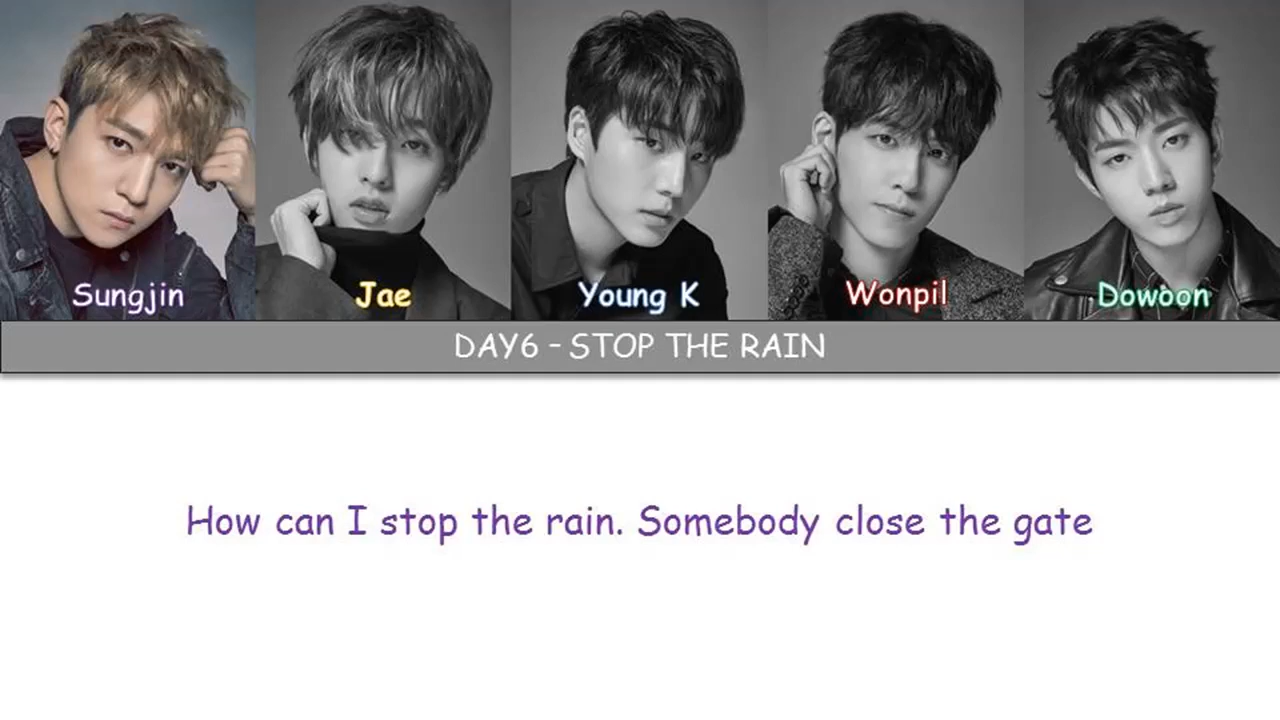 Sungjin
Jae
Young K
Wonpil
Dowoon
DAY6 - STOP THE RAIN
How can I stop the rain. Somebody close the gate